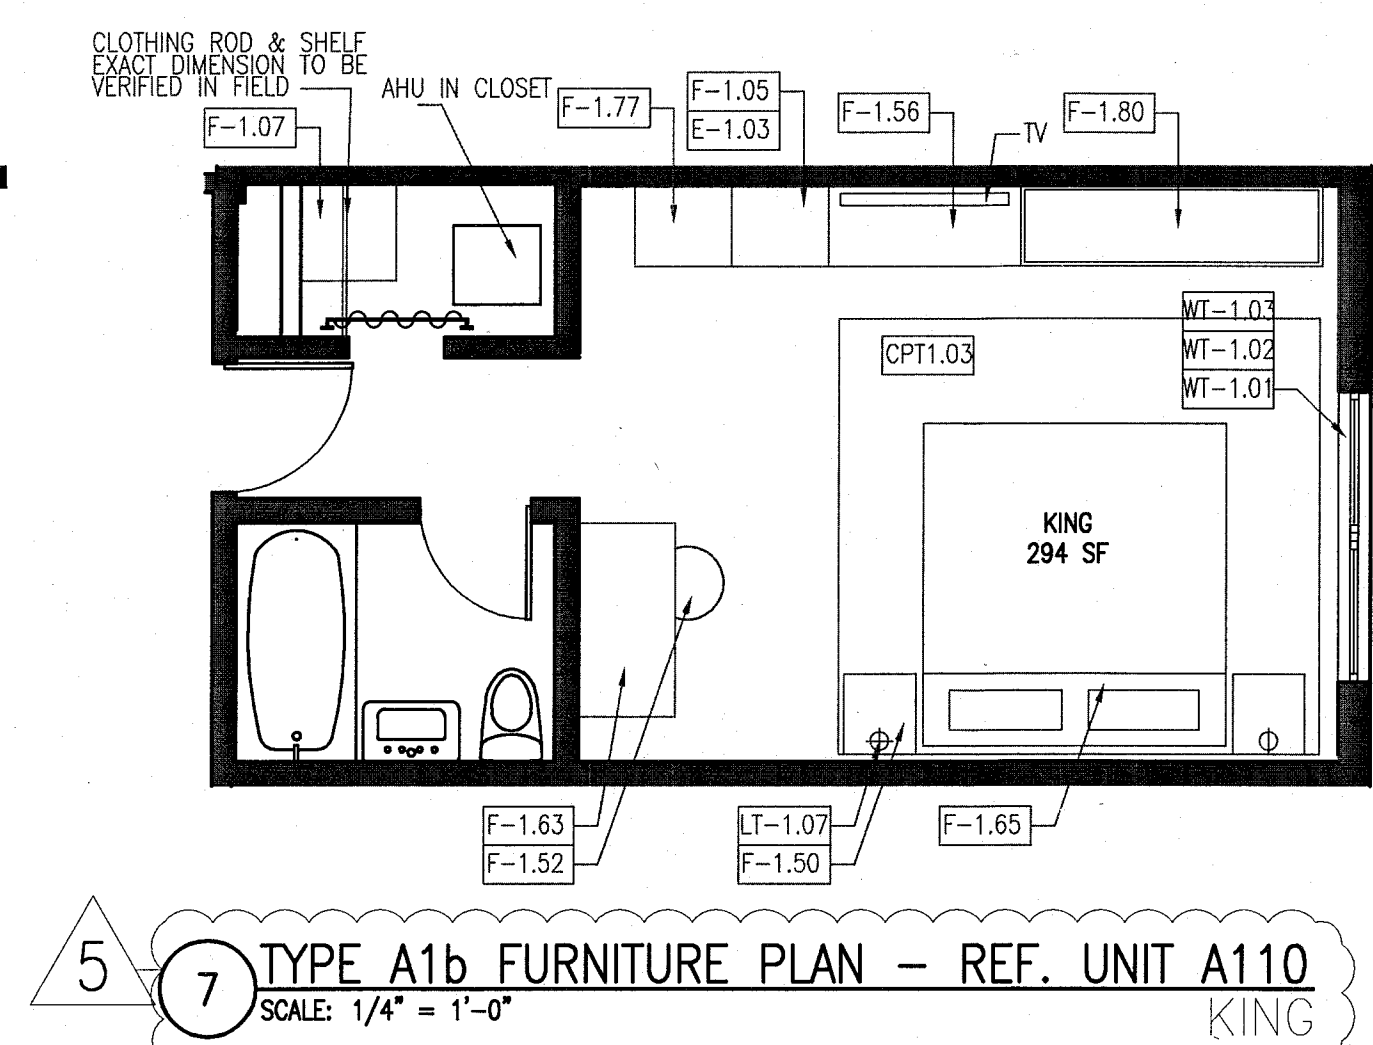 CLOTHING ROD & SHELF
EXACT DIMENSION TO BE
VERIFIED IN FIELD
AHU IN CLOSET
F-1.07
F-1.77
F-1.05
E-1.03
F-1.56
TV
F-1.80
WT-1.03
WT-1.02
WT-1.01
CPT1.03
KING
294 SF
F-1.63
F-1.52
LT-1.07
F-1.50
F-1.65
5
7
TYPE A1b FURNITURE PLAN - REF. UNIT A110
SCALE: 1/4" = 1'-0"
KING